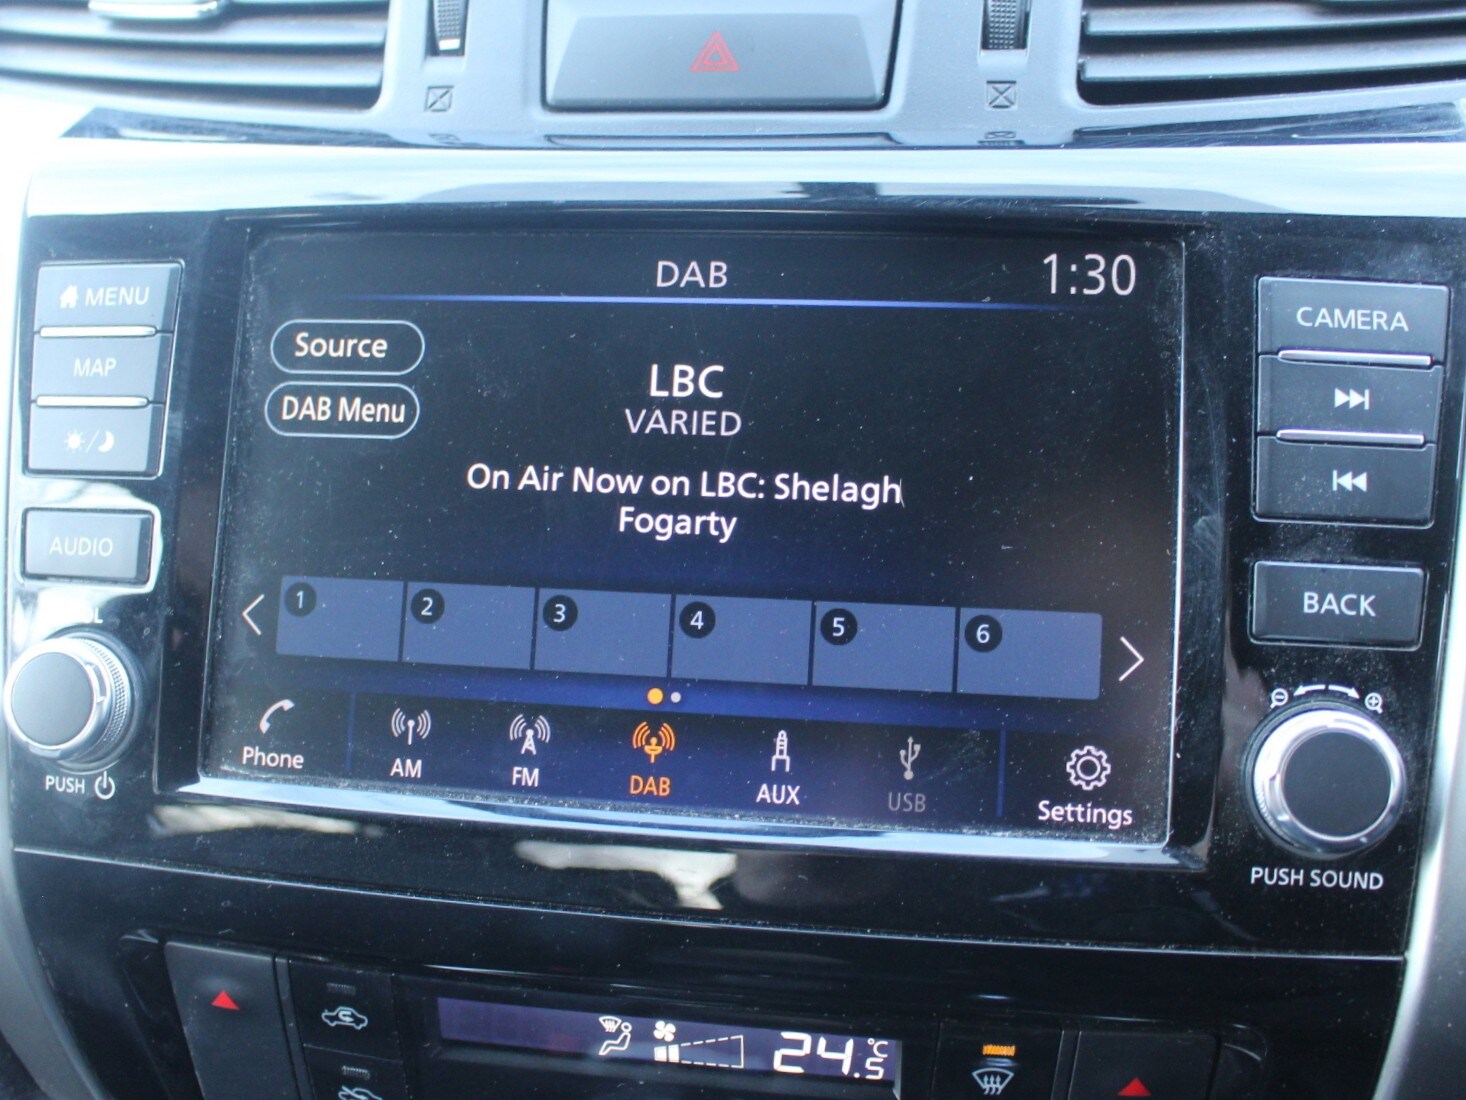 DAB
1:30
MENU
MAP
AUDIO
PUSH
Source
DAB Menu
LBC
VARIED
On Air Now on LBC: Shelagh
Fogarty
1 2 3 4 5 6
Phone
AM
FM
DAB
AUX
USB
Settings
CAMERA
BACK
PUSH SOUND
24.5 °C